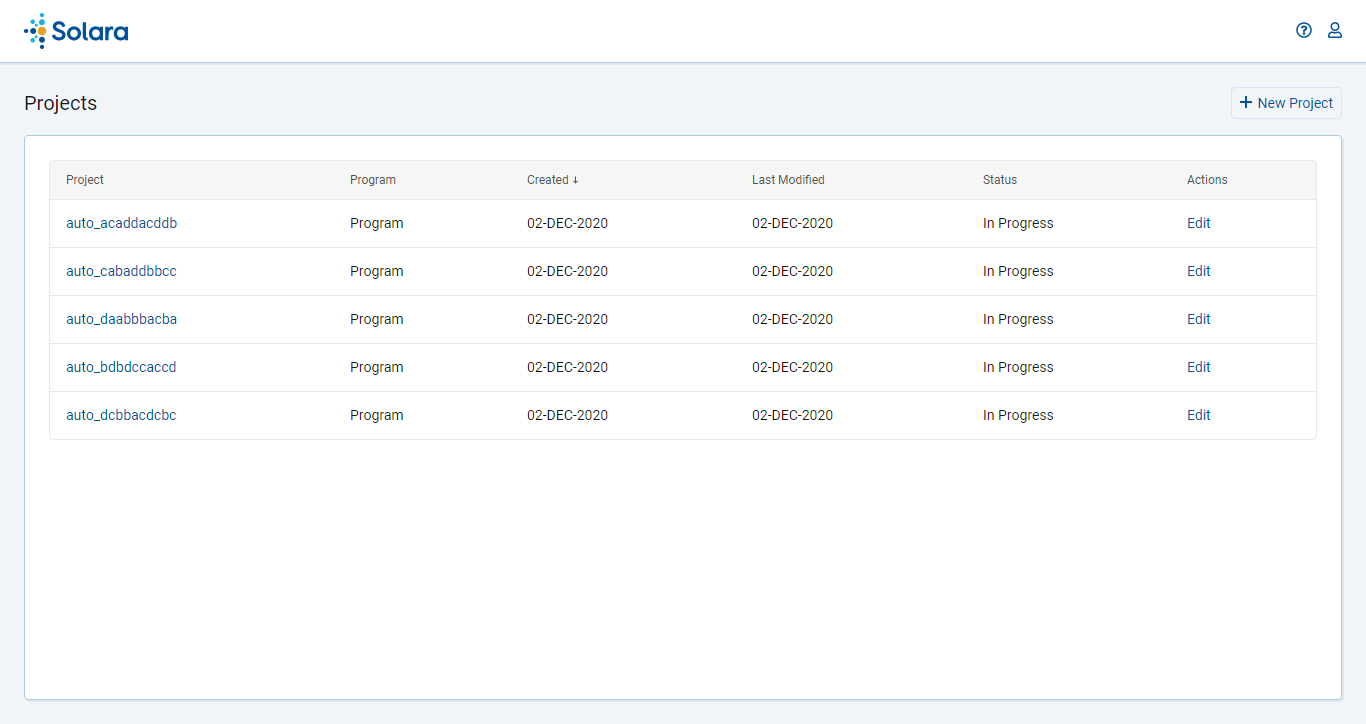 Solara
Projects
New Project
Project Program Created ↓ Last Modified Status Actions
auto_acaddacddb Program 02-DEC-2020 02-DEC-2020 In Progress Edit
auto_cabaddbbcc Program 02-DEC-2020 02-DEC-2020 In Progress Edit
auto_daabbbacba Program 02-DEC-2020 02-DEC-2020 In Progress Edit
auto_bdbdccaccd Program 02-DEC-2020 02-DEC-2020 In Progress Edit
auto_dcbbacdcbc Program 02-DEC-2020 02-DEC-2020 In Progress Edit